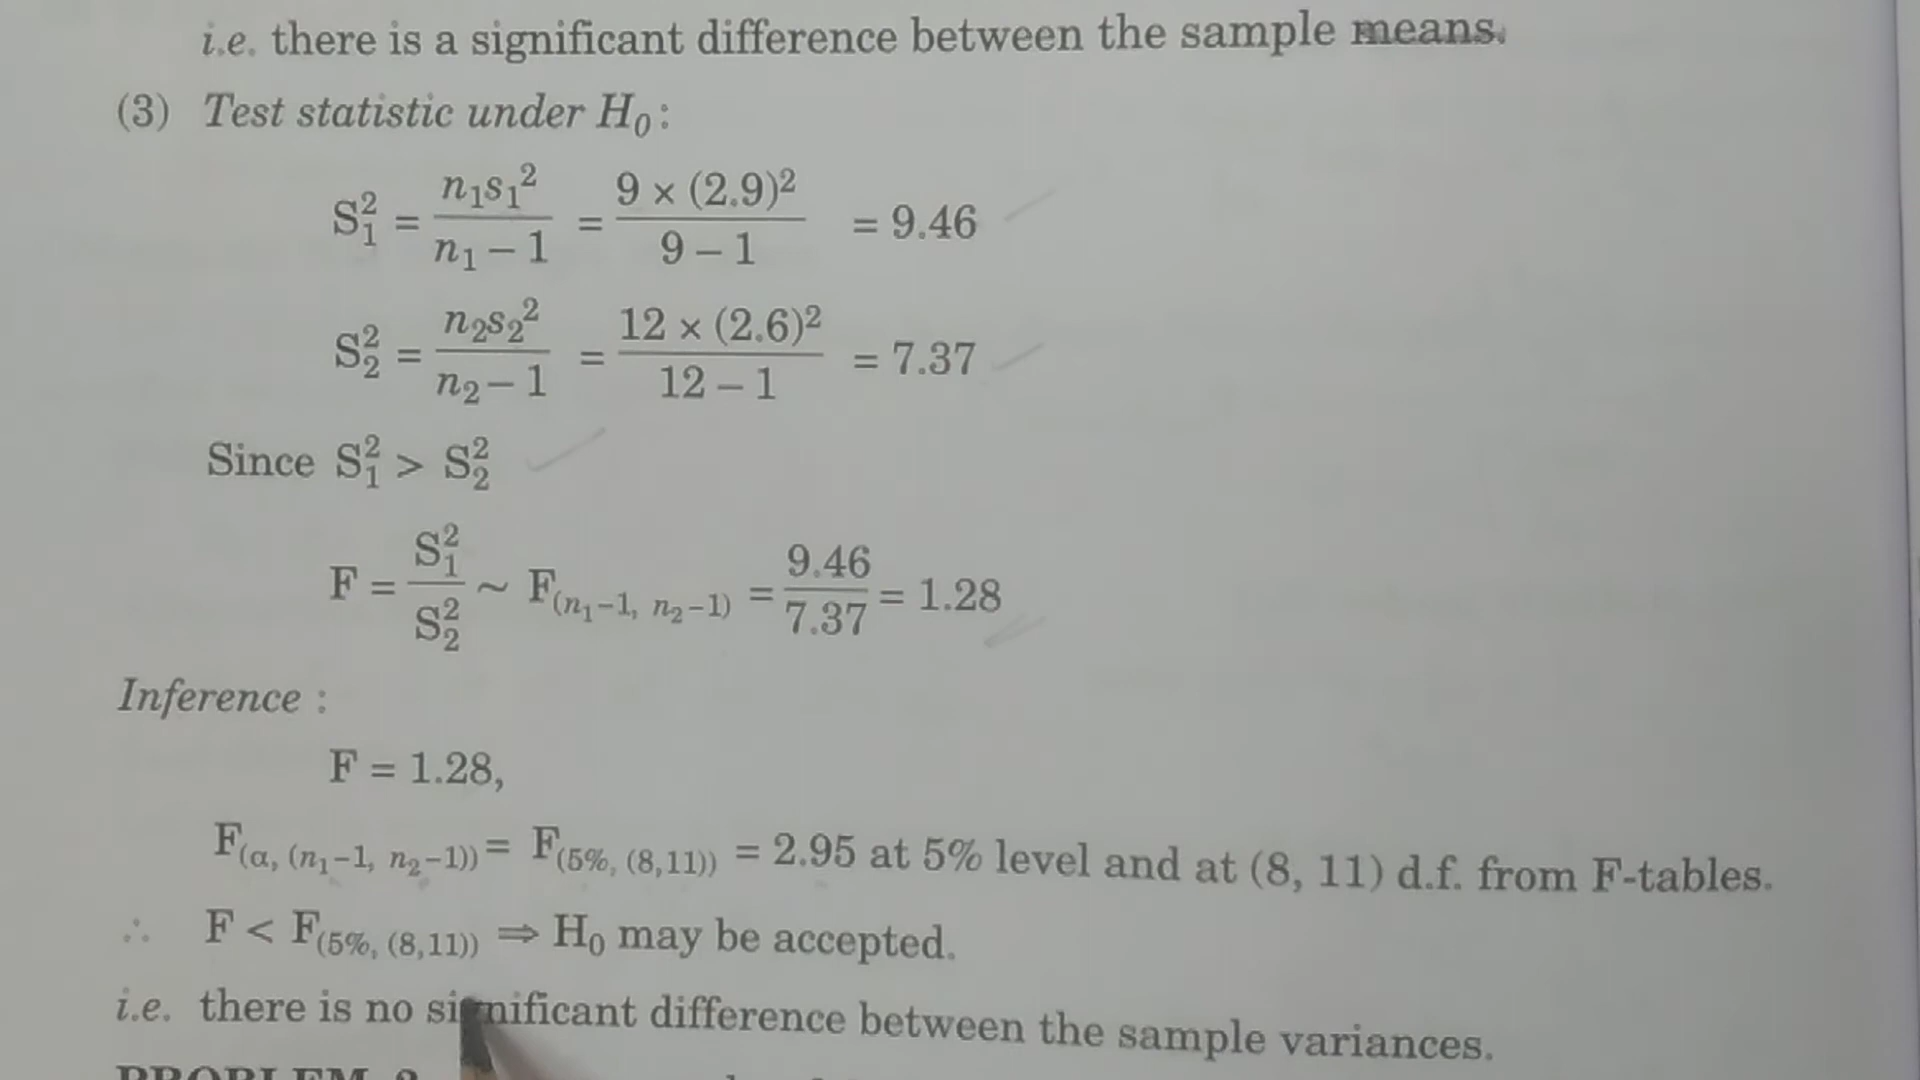 i.e. there is a significant difference between the sample means.
(3) Test statistic under H₀ :
S₁² = n₁s₁² / n₁ – 1 = 9 × (2.9)² / 9 – 1 = 9.46
S₂² = n₂s₂² / n₂ – 1 = 12 × (2.6)² / 12 – 1 = 7.37
Since S₁² > S₂²
F = S₁² / S₂² ~ F(n₁–1, n₂–1) = 9.46 / 7.37 = 1.28
Inference :
F = 1.28,
F(α, (n₁–1, n₂–1)) = F(5%, (8,11)) = 2.95 at 5% level and at (8, 11) d.f. from F-tables.
∴ F < F(5%, (8,11)) ⇒ H₀ may be accepted.
i.e. there is no significant difference between the sample variances.
PROBLEM